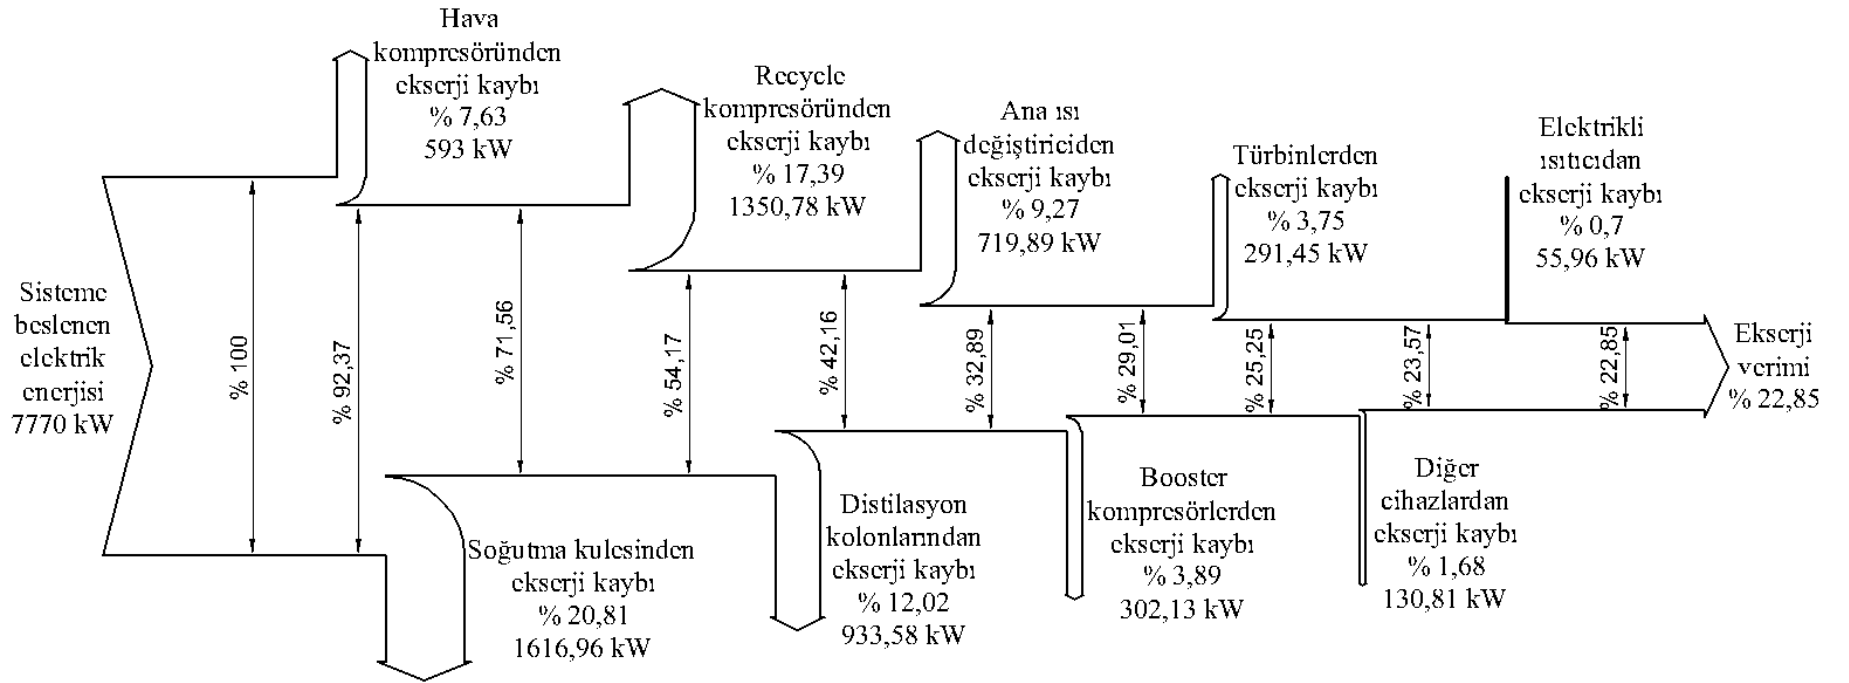 Hava
kompresöründen
ekserji kaybı
% 7,63
593 kW
Recycle
kompresöründen
ekserji kaybı
% 17,39
1350,78 kW
Ana ısı
değiştiriciden
ekserji kaybı
% 9,27
719,89 kW
Türbinlerden
ekserji kaybı
% 3,75
291,45 kW
Elektrikli
ısıtıcıdan
ekserji kaybı
% 0,7
55,96 kW
Sisteme
beslenen
elektrik
enerjisi
7770 kW
% 100
% 92,37
% 71,56
% 54,17
% 42,16
% 32,89
% 29,01
% 25,25
% 23,57
% 22,85
Ekserji
verimi
% 22,85
Soğutma kulesinden
ekserji kaybı
% 20,81
1616,96 kW
Distilasyon
kolonlarından
ekserji kaybı
% 12,02
933,58 kW
Booster
kompresörlerden
ekserji kaybı
% 3,89
302,13 kW
Diğer
cihazlardan
ekserji kaybı
% 1,68
130,81 kW